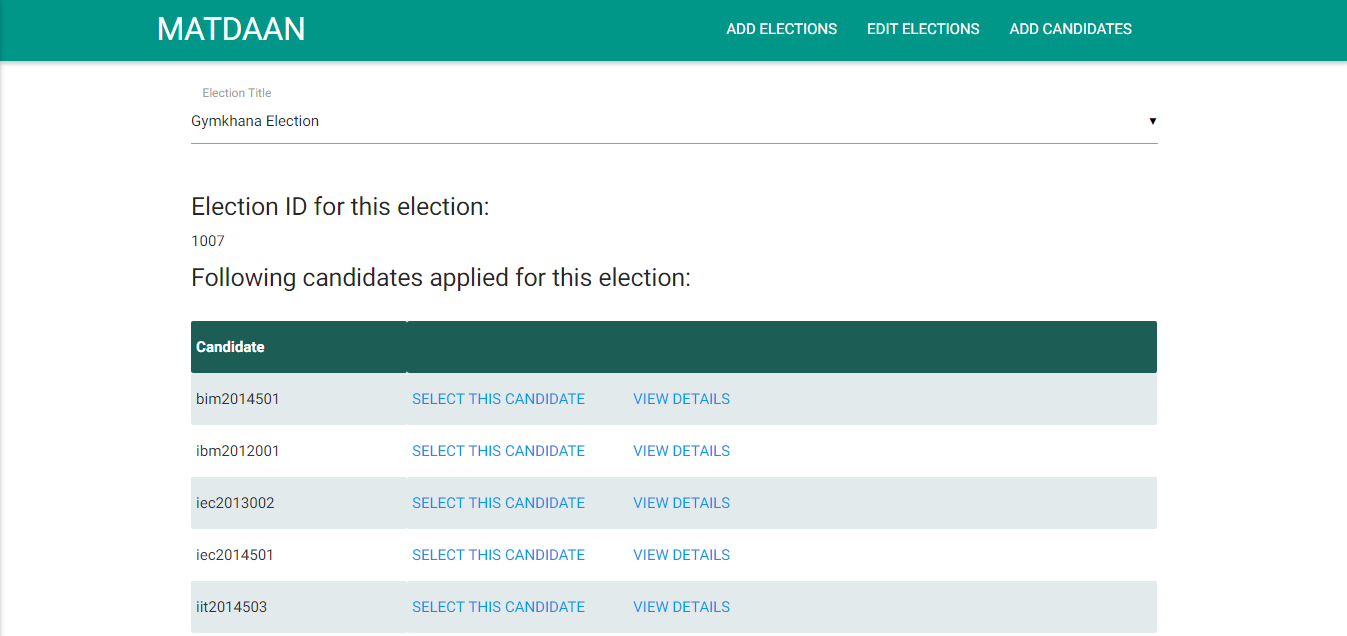 MATDAAN ADD ELECTIONS EDIT ELECTIONS ADD CANDIDATES
Election Title
Gymkhana Election
Election ID for this election:
1007
Following candidates applied for this election:
Candidate
bim2014501 SELECT THIS CANDIDATE VIEW DETAILS
ibm2012001 SELECT THIS CANDIDATE VIEW DETAILS
iec2013002 SELECT THIS CANDIDATE VIEW DETAILS
iec2014501 SELECT THIS CANDIDATE VIEW DETAILS
iit2014503 SELECT THIS CANDIDATE VIEW DETAILS